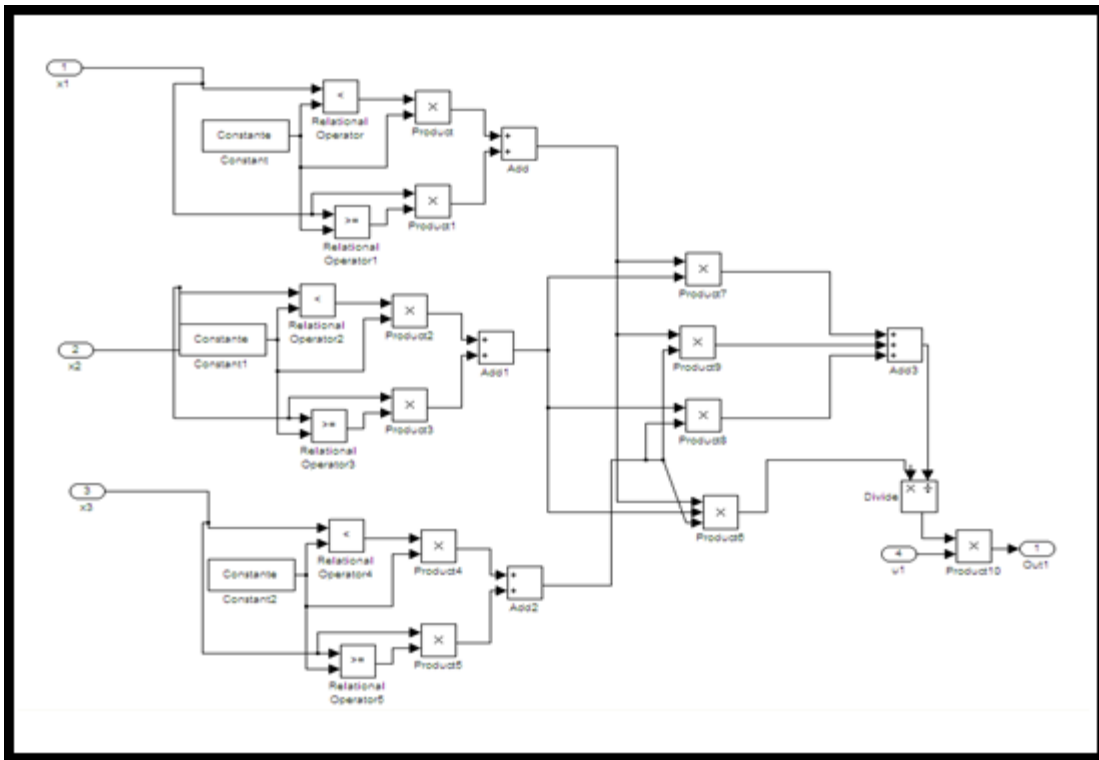 1
x1
<
Relational
Operator
×
Product
Constante
Constant
+
+
Add
×
Product1
>=
Relational
Operator1
2
x2
<
Relational
Operator2
×
Product2
Constante
Constant1
+
+
Add1
×
Product3
>=
Relational
Operator3
×
Product7
×
Product9
×
Product8
+
+
+
Add3
3
x3
<
Relational
Operator4
×
Product4
Constante
Constant2
+
+
Add2
×
Product5
>=
Relational
Operator5
×
Product6
Divide
×
÷
4
u1
×
Product10
1
Out1